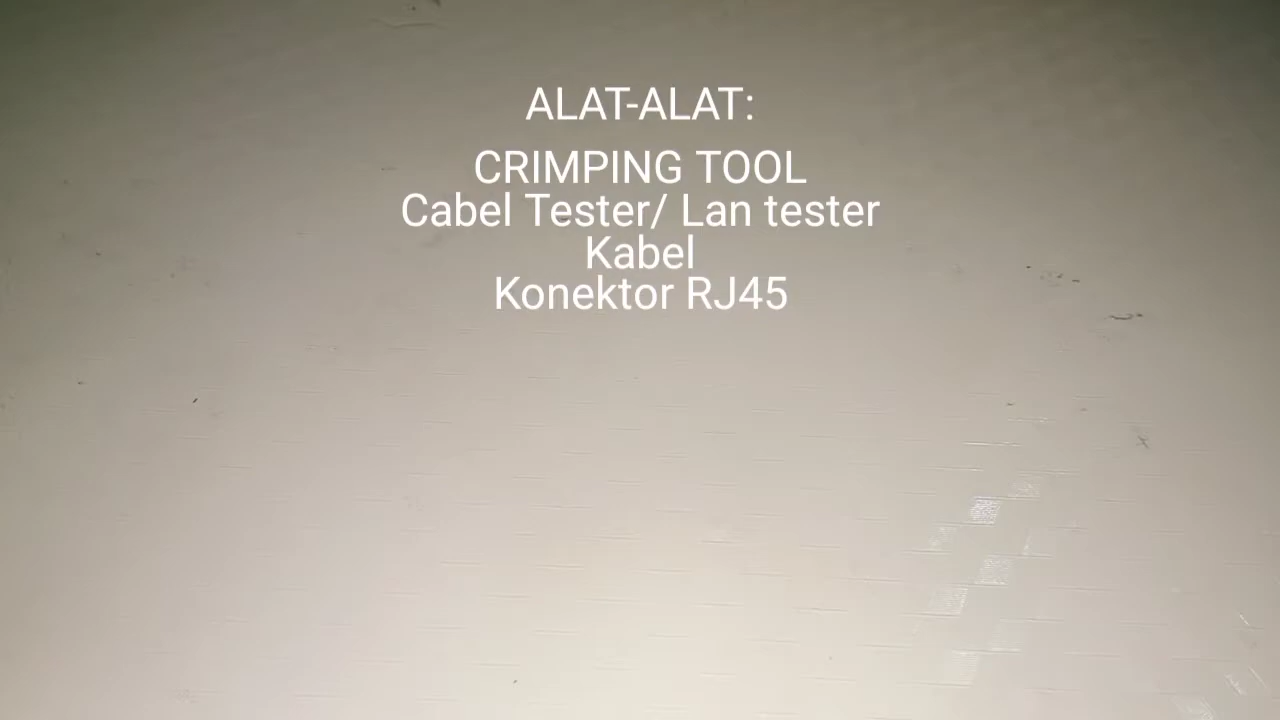 ALAT-ALAT:
CRIMPING TOOL
Cabel Tester/ Lan tester
Kabel
Konektor RJ45